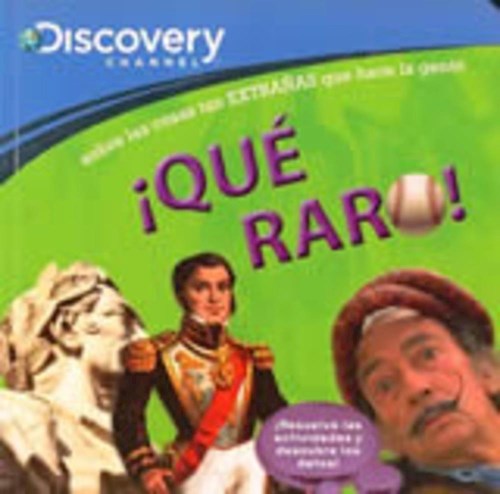 Discovery
CHANNEL
sobre las cosas tan EXTRAÑAS que hace la gente
¡QUÉ
RARO!
¡Resuelve las
actividades y
descubre los
datos!